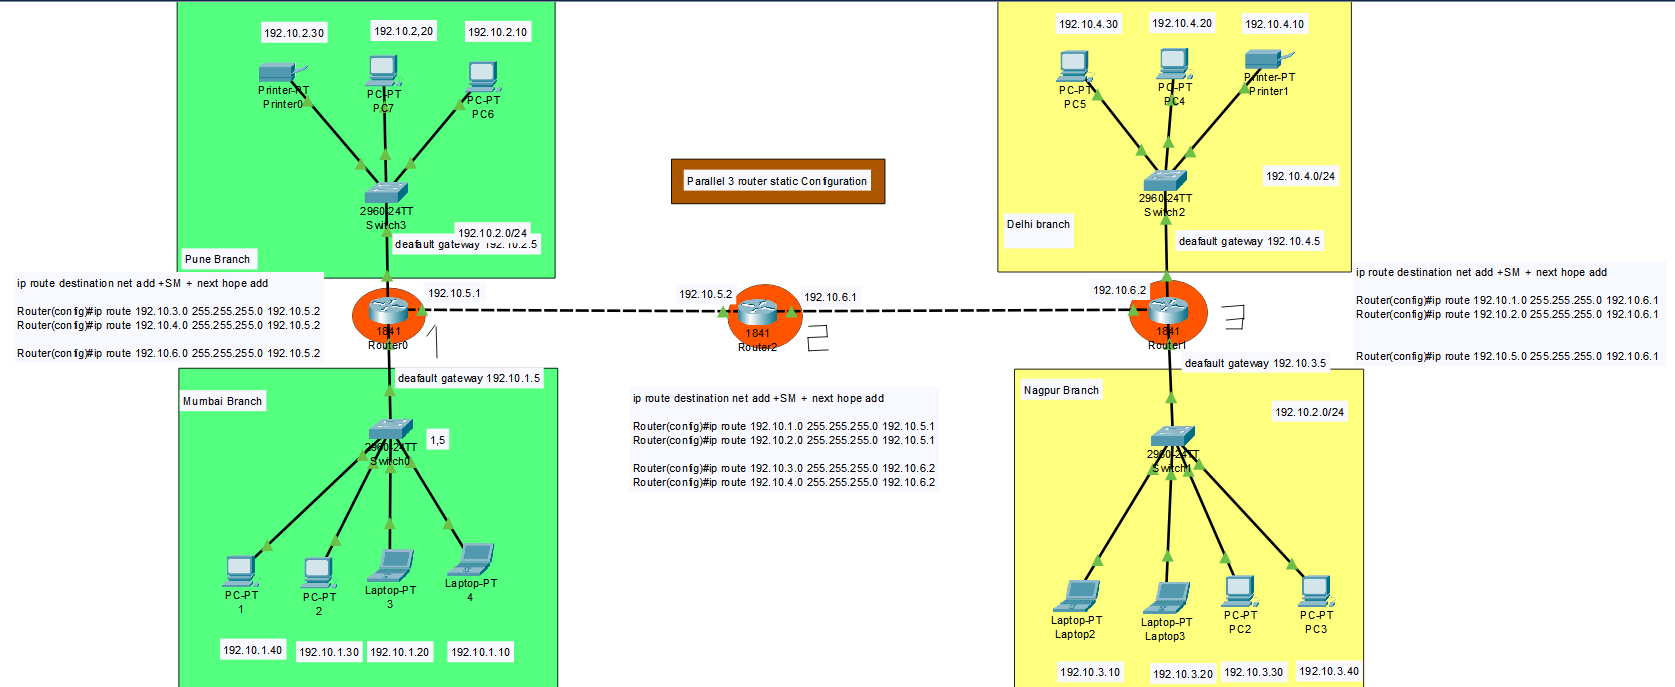 192.10.2.30
192.10.2,20
192.10.2.10
Printer-PT
Printer0
PC-PT
PC7
PC-PT
PC6
2960-24TT
Switch3
192.10.2.0/24
deafault gateway 192.10.2.5
Pune Branch
192.10.4.30
192.10.4.20
192.10.4.10
PC-PT
PC5
PC-PT
PC4
Printer-PT
Printer1
192.10.4.0/24
2960-24TT
Switch2
Delhi branch
deafault gateway 192.10.4.5
Parallel 3 router static Configuration
ip route destination net add +SM + next hope add
Router(config)#ip route 192.10.3.0 255.255.255.0 192.10.5.2
Router(config)#ip route 192.10.4.0 255.255.255.0 192.10.5.2
Router(config)#ip route 192.10.6.0 255.255.255.0 192.10.5.2
192.10.5.1
1841
Router0
1
192.10.5.2
192.10.6.1
1841
Router2
2
192.10.6.2
1841
Router1
3
ip route destination net add +SM + next hope add
Router(config)#ip route 192.10.1.0 255.255.255.0 192.10.6.1
Router(config)#ip route 192.10.2.0 255.255.255.0 192.10.6.1
Router(config)#ip route 192.10.5.0 255.255.255.0 192.10.6.1
deafault gateway 192.10.1.5
Mumbai Branch
2960-24TT
Switch0
1,5
PC-PT
1
PC-PT
2
Laptop-PT
3
Laptop-PT
4
192.10.1.40
192.10.1.30
192.10.1.20
192.10.1.10
ip route destination net add +SM + next hope add
Router(config)#ip route 192.10.1.0 255.255.255.0 192.10.5.1
Router(config)#ip route 192.10.2.0 255.255.255.0 192.10.5.1
Router(config)#ip route 192.10.3.0 255.255.255.0 192.10.6.2
Router(config)#ip route 192.10.4.0 255.255.255.0 192.10.6.2
deafault gateway 192.10.3.5
Nagpur Branch
192.10.2.0/24
2960-24TT
Switch1
Laptop-PT
Laptop2
Laptop-PT
Laptop3
PC-PT
PC2
PC-PT
PC3
192.10.3.10
192.10.3.20
192.10.3.30
192.10.3.40